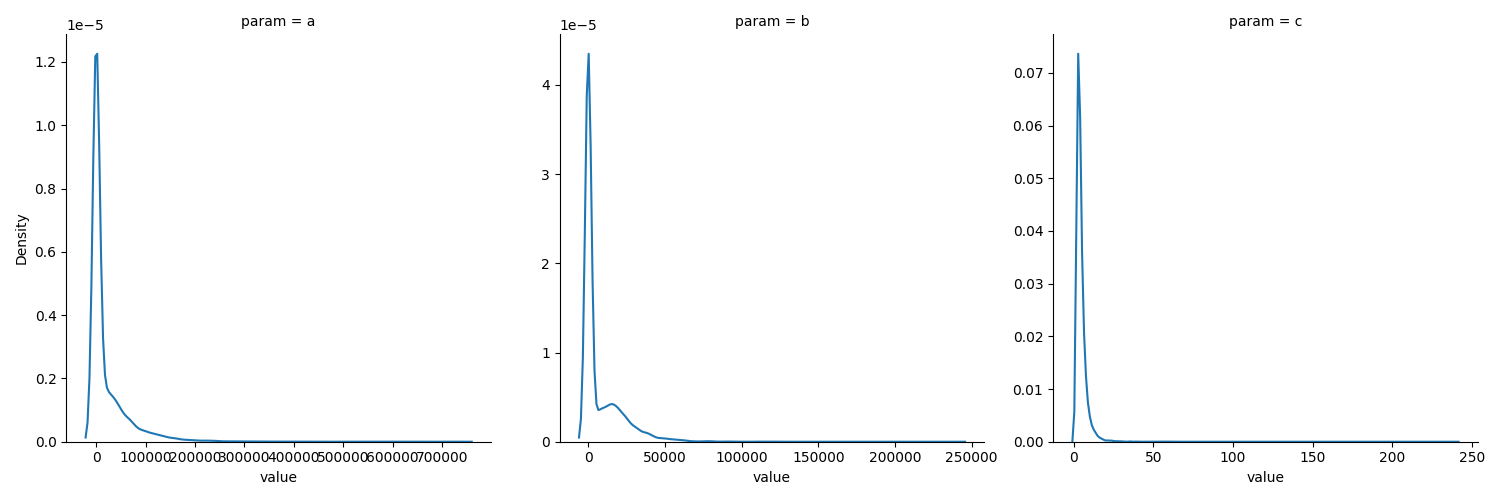 param = a
1e−5
1.2
1.0
0.8
0.6
0.4
0.2
0.0
Density
0 100000 200000 300000 400000 500000 600000 700000
value
param = b
1e−5
4
3
2
1
0
0 50000 100000 150000 200000 250000
value
param = c
0.07
0.06
0.05
0.04
0.03
0.02
0.01
0.00
0 50 100 150 200 250
value